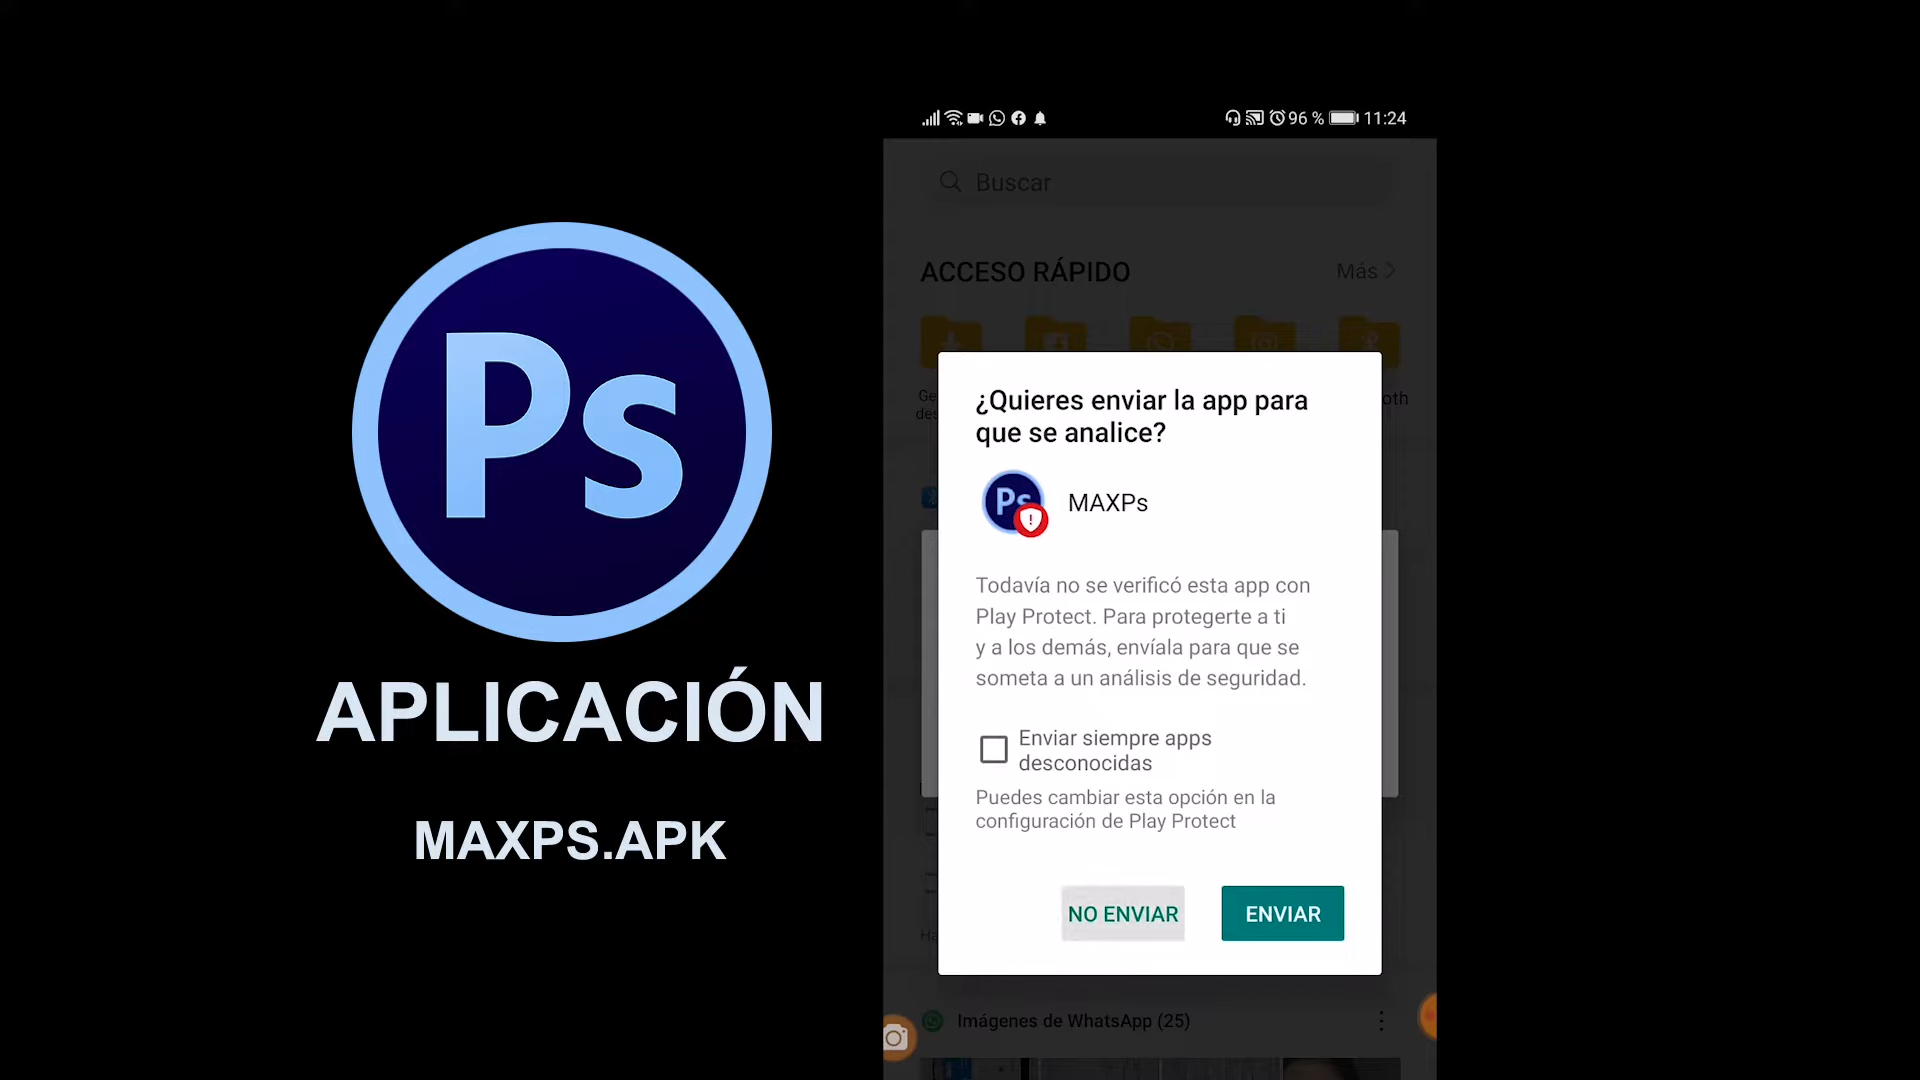 Ps
APLICACIÓN
MAXPS.APK
96 % 11:24
Buscar
ACCESO RÁPIDO
Más
¿Quieres enviar la app para
que se analice?
Ps
MAXPs
Todavía no se verificó esta app con
Play Protect. Para protegerte a ti
y a los demás, envíala para que se
someta a un análisis de seguridad.
Enviar siempre apps
desconocidas
Puedes cambiar esta opción en la
configuración de Play Protect
NO ENVIAR
ENVIAR
Imágenes de WhatsApp (25)